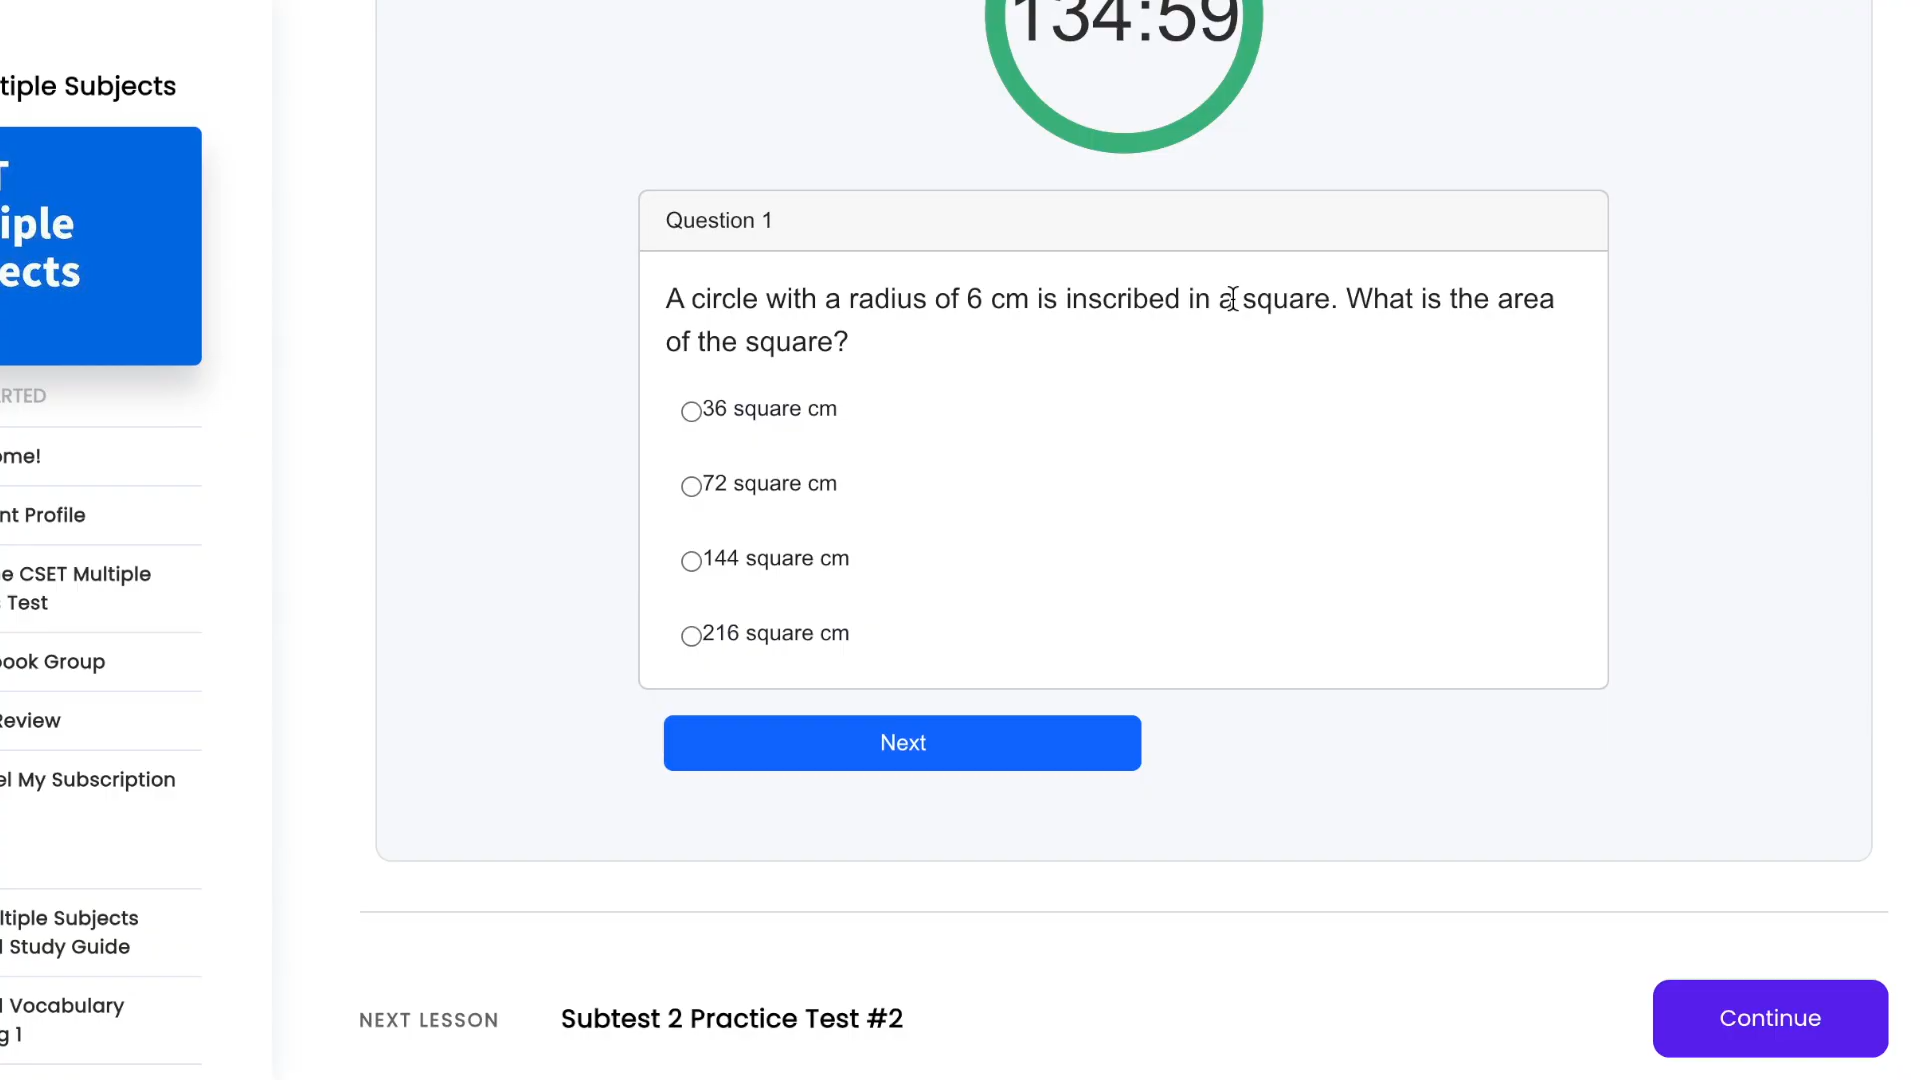 134:59
tiple Subjects
T
iple
ects
ARTED
ome!
nt Profile
e CSET Multiple
Test
ook Group
Review
el My Subscription
ltiple Subjects
l Study Guide
l Vocabulary
g 1
Question 1
A circle with a radius of 6 cm is inscribed in a square. What is the area
of the square?
36 square cm
72 square cm
144 square cm
216 square cm
Next
NEXT LESSON
Subtest 2 Practice Test #2
Continue